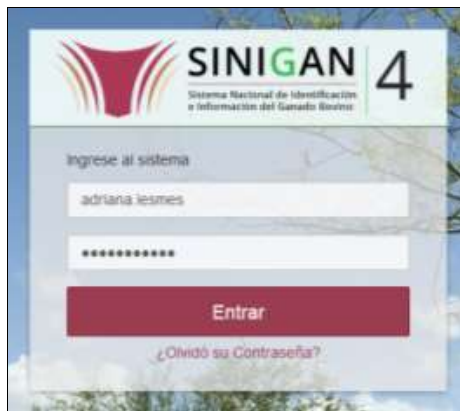 SINIGAN 4
Sistema Nacional de Identificación
e Información del Ganado Bovino
Ingrese al sistema
adriana lesmes
•••••••••••
Entrar
¿Olvidó su Contraseña?